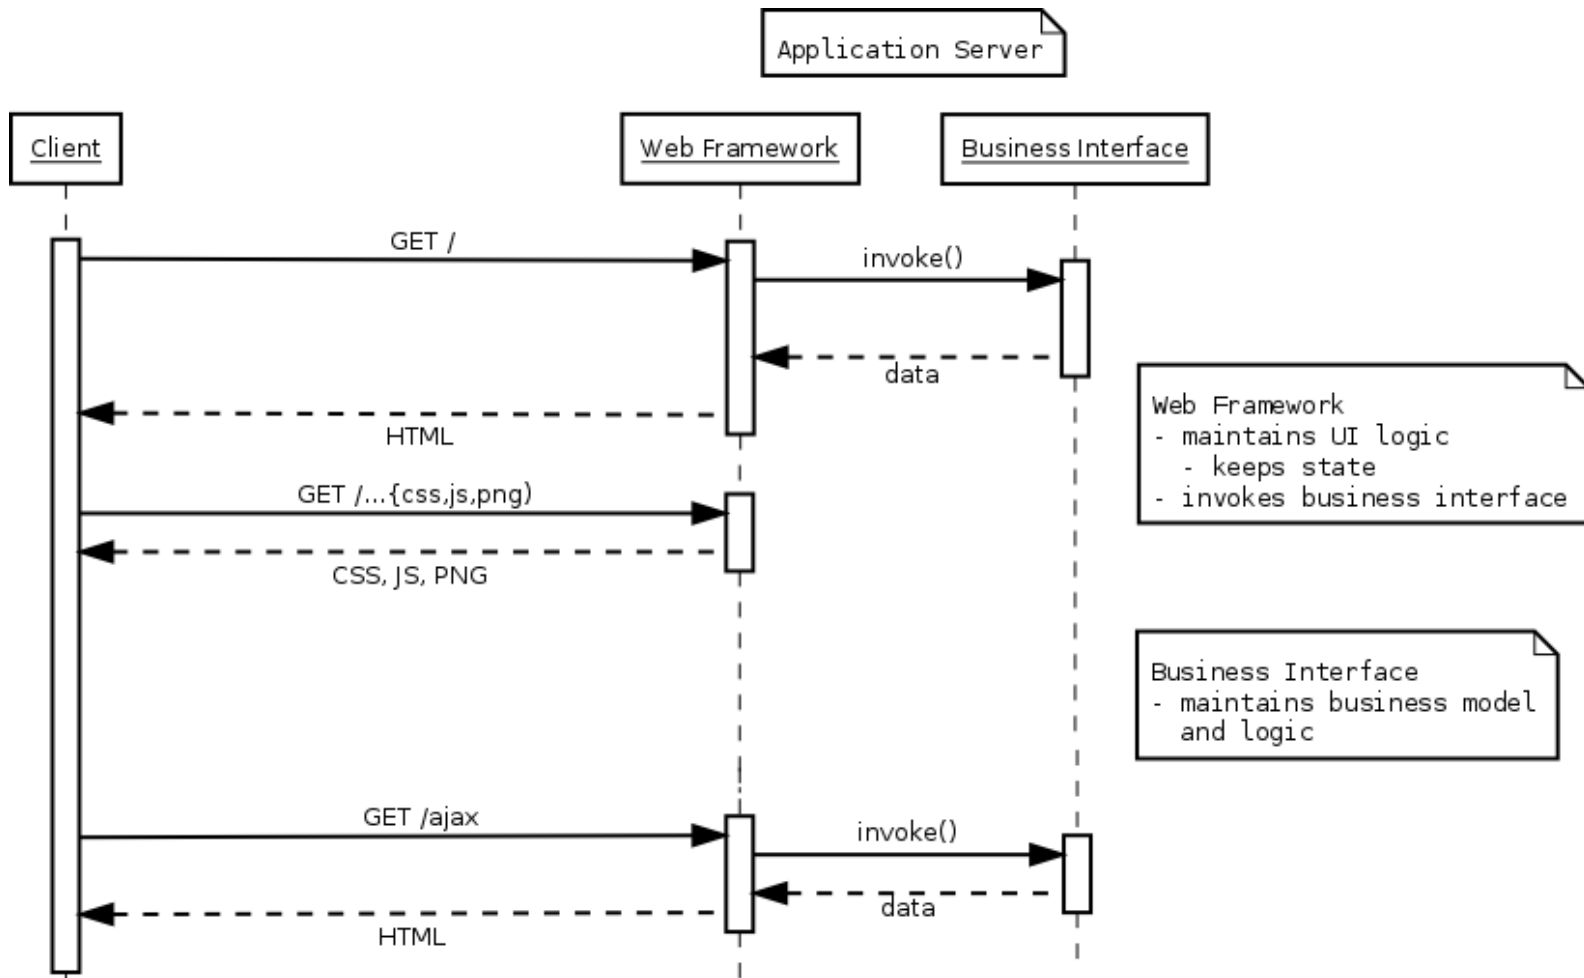 Application Server
Client
Web Framework
Business Interface
GET /
invoke()
data
HTML
Web Framework
- maintains UI logic
- keeps state
- invokes business interface
GET /...{css,js,png)
CSS, JS, PNG
Business Interface
- maintains business model
and logic
GET /ajax
invoke()
data
HTML